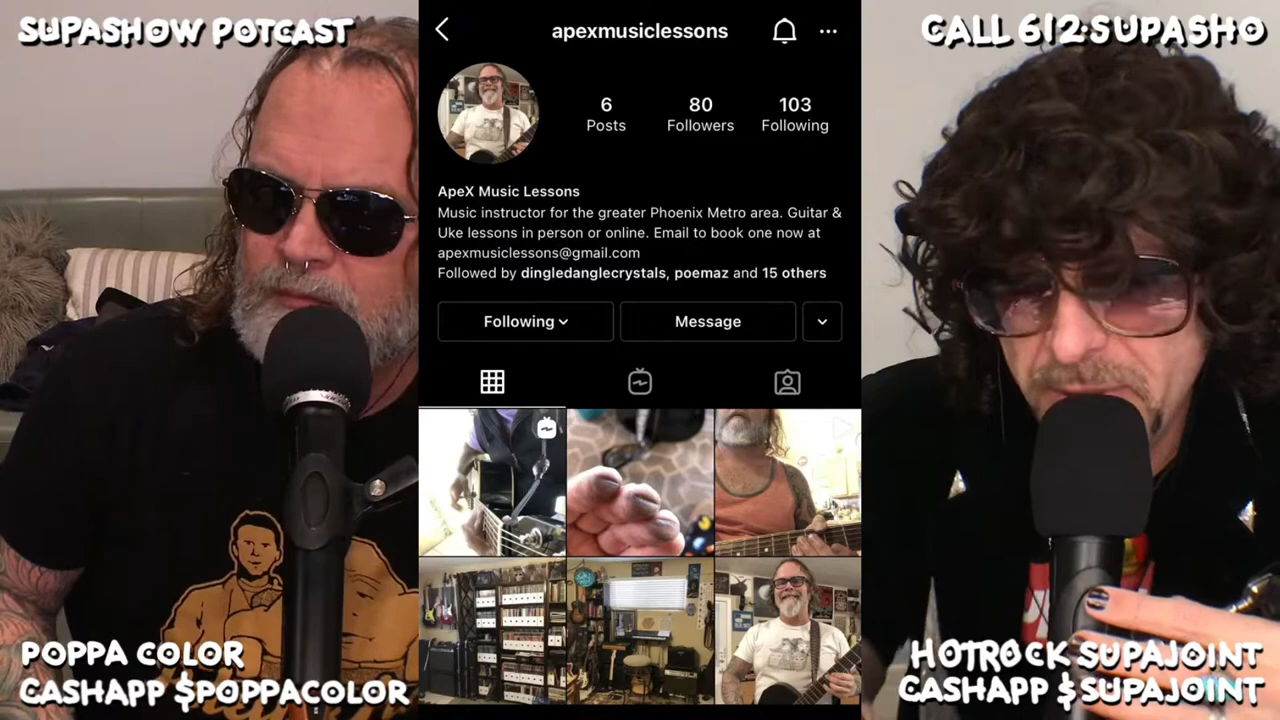 SUPASHOW POTCAST
apexmusiclessons
CALL 612-SUPASHO
6
80
103
Posts
Followers
Following
ApeX Music Lessons
Music instructor for the greater Phoenix Metro area. Guitar &
Uke lessons in person or online. Email to book one now at
apexmusiclessons@gmail.com
Followed by dingledanglecrystals, poemaz and 15 others
Following
Message
POPPA COLOR
CASHAPP $POPPACOLOR
HOTROCK SUPAJOINT
CASHAPP $SUPAJOINT